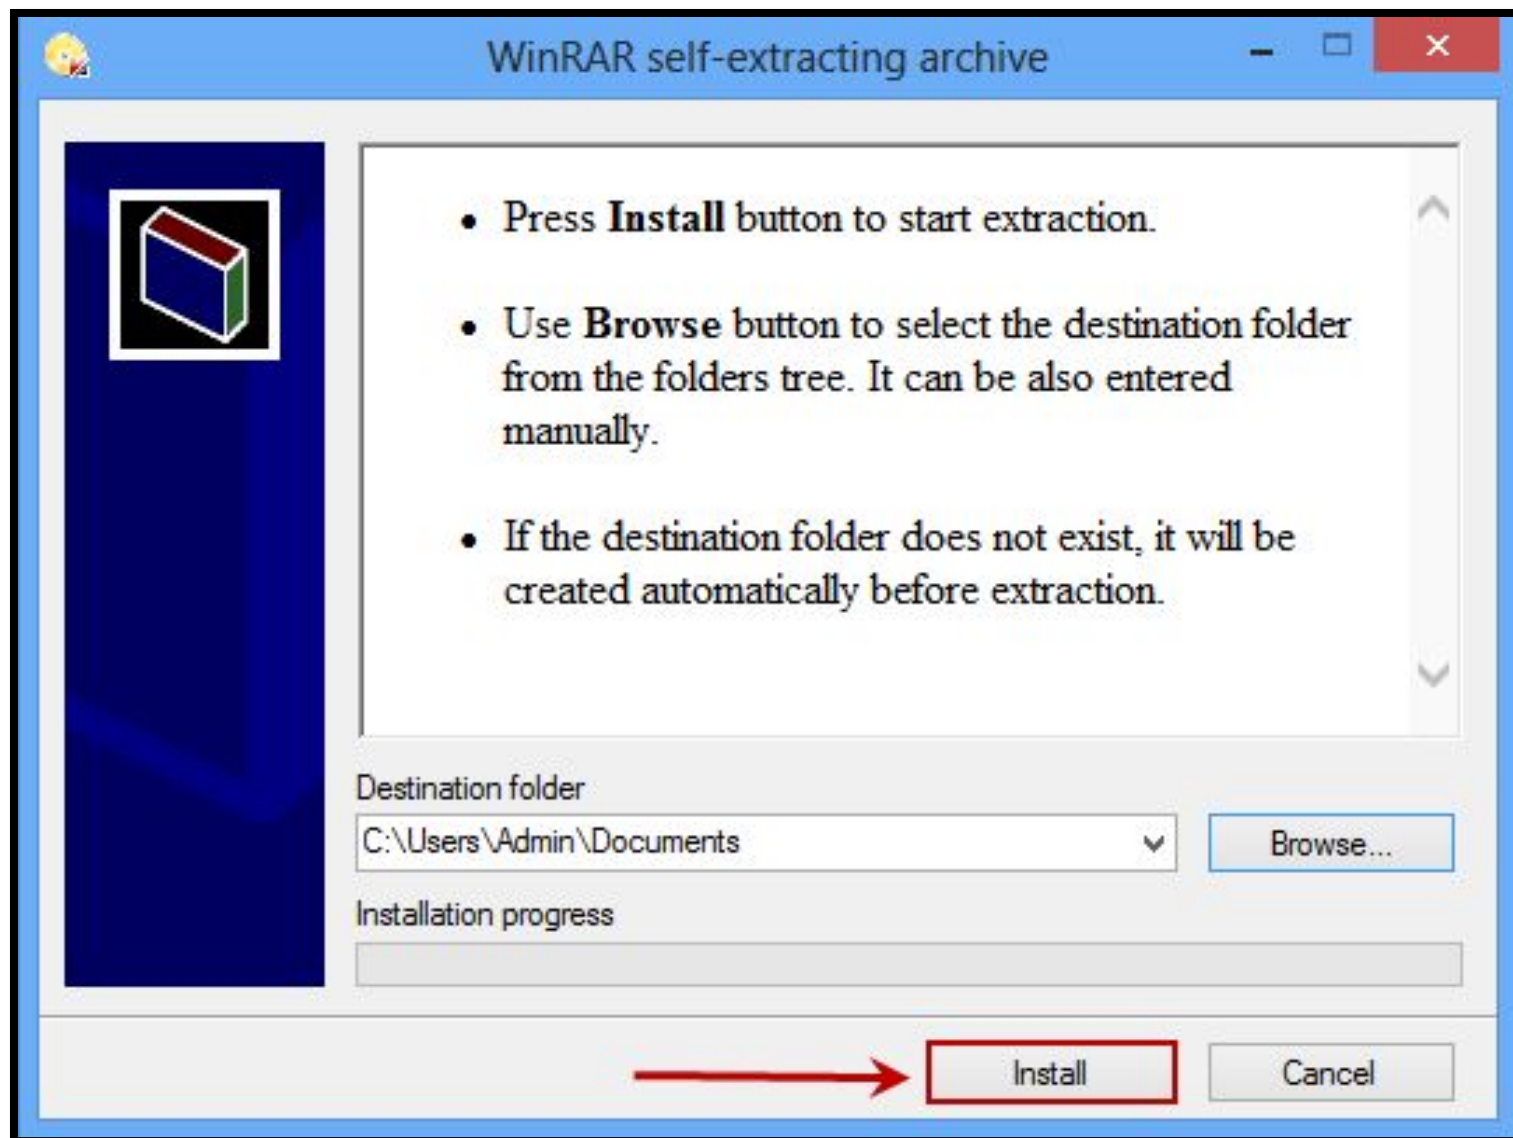 WinRAR self-extracting archive
• Press Install button to start extraction.
• Use Browse button to select the destination folder
from the folders tree. It can be also entered
manually.
• If the destination folder does not exist, it will be
created automatically before extraction.
Destination folder
C:\Users\Admin\Documents
Browse...
Installation progress
Install
Cancel